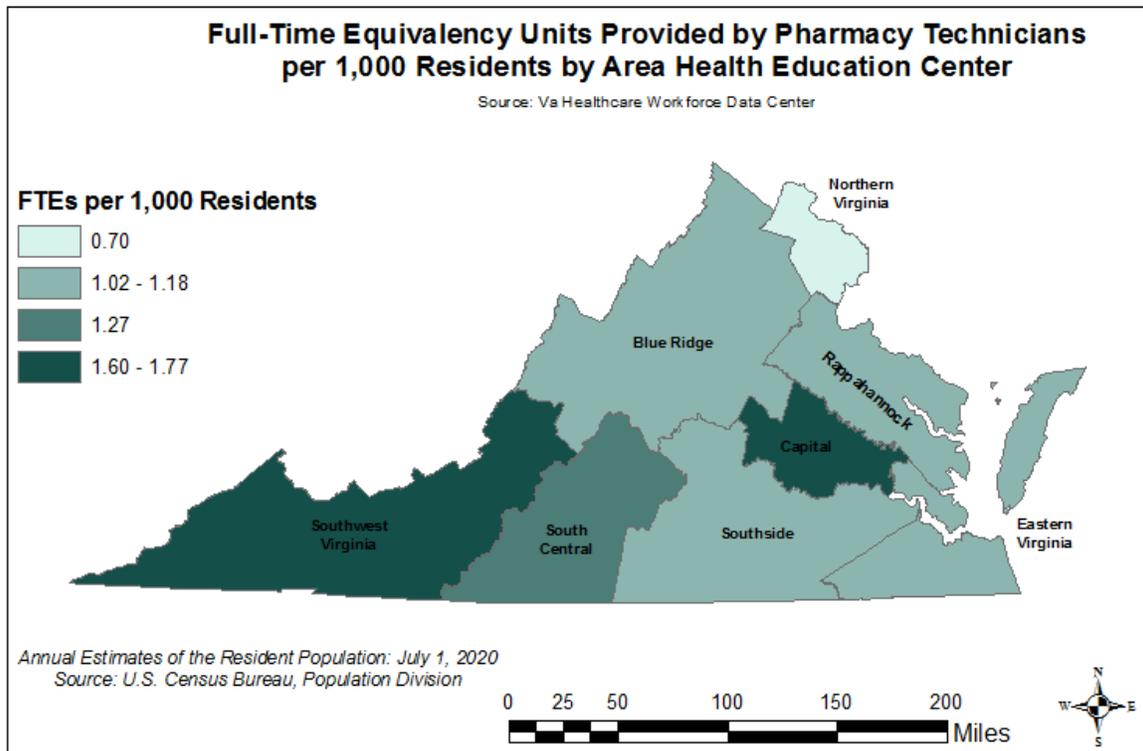 Full-Time Equivalency Units Provided by Pharmacy Technicians
per 1,000 Residents by Area Health Education Center
Source: Va Healthcare Workforce Data Center
FTEs per 1,000 Residents
0.70
1.02 - 1.18
1.27
1.60 - 1.77
Northern
Virginia
Blue Ridge
Rappahannock
Capital
Southwest
Virginia
South
Central
Southside
Eastern
Virginia
Annual Estimates of the Resident Population: July 1, 2020
Source: U.S. Census Bureau, Population Division
0 25 50 100 150 200
Miles
N
W E
S